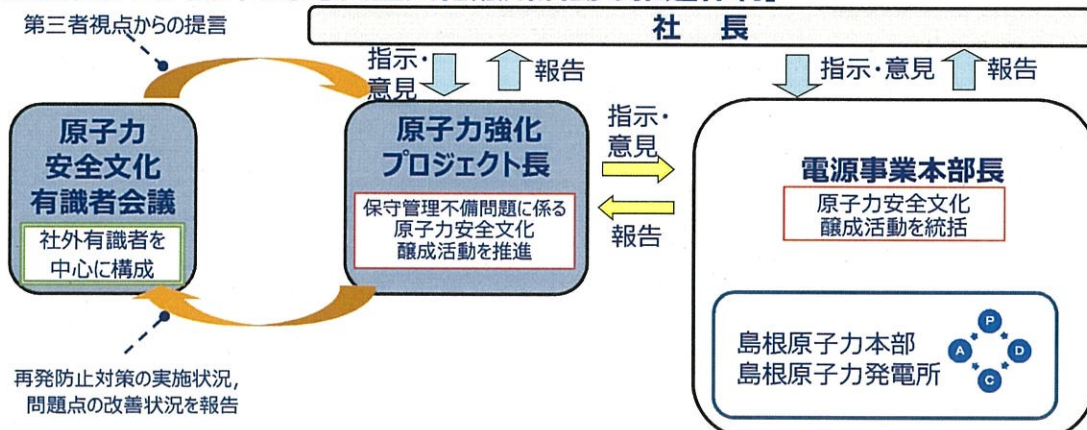 第三者視点からの提言
社 長
指示・
意見
報告
指示・意見
報告
原子力
安全文化
有識者会議
社外有識者を
中心に構成
原子力強化
プロジェクト長
保守管理不備問題に係る
原子力安全文化
醸成活動を推進
指示・
意見
報告
電源事業本部長
原子力安全文化
醸成活動を統括
島根原子力本部
島根原子力発電所
P
A
D
C
再発防止対策の実施状況,
問題点の改善状況を報告